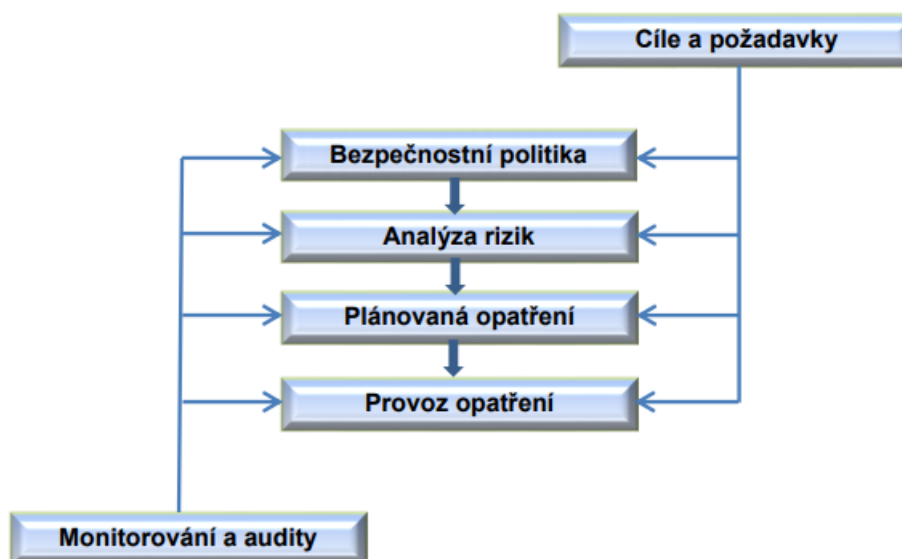 Cíle a požadavky
Bezpečnostní politika
Analýza rizik
Plánovaná opatření
Provoz opatření
Monitorování a audity